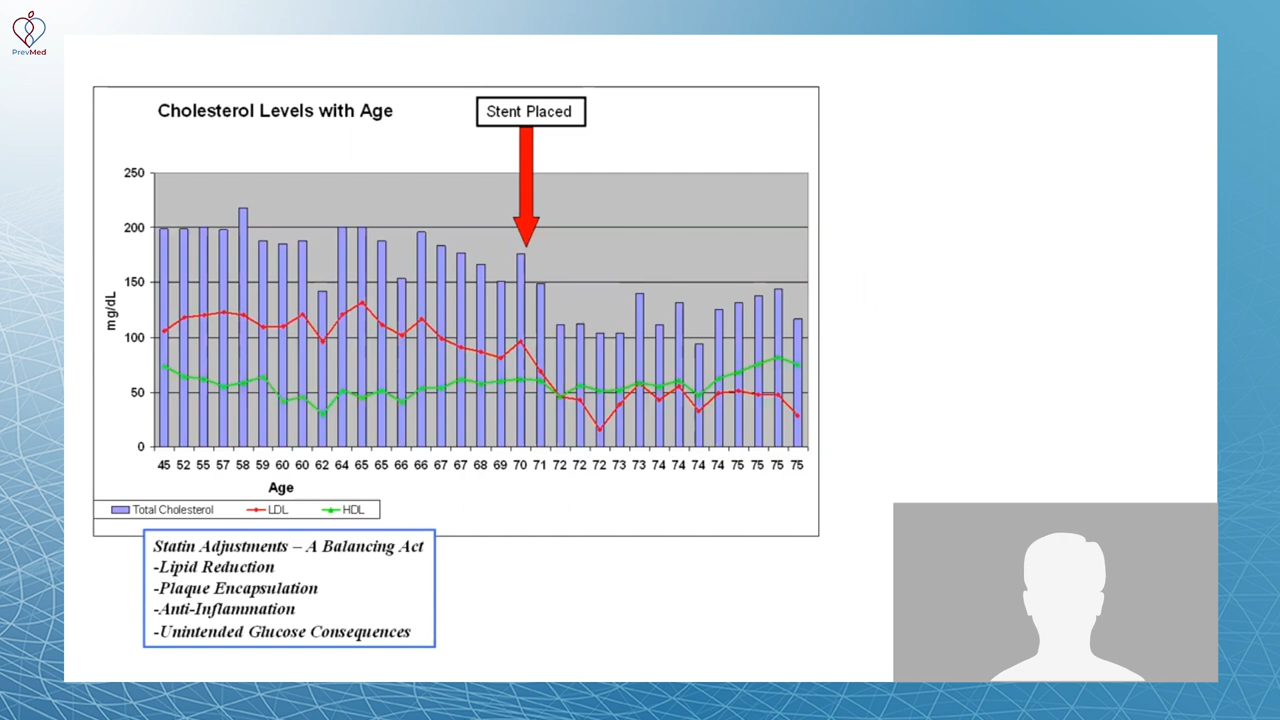 PrevMed
Cholesterol Levels with Age
Stent Placed
250
200
150
100
50
0
mg/dL
45 52 55 57 58 59 60 60 62 64 65 65 66 66 67 67 68 69 70 71 72 72 72 73 73 74 74 74 74 75 75 75 75
Age
Total Cholesterol LDL HDL
Statin Adjustments – A Balancing Act
-Lipid Reduction
-Plaque Encapsulation
-Anti-Inflammation
-Unintended Glucose Consequences